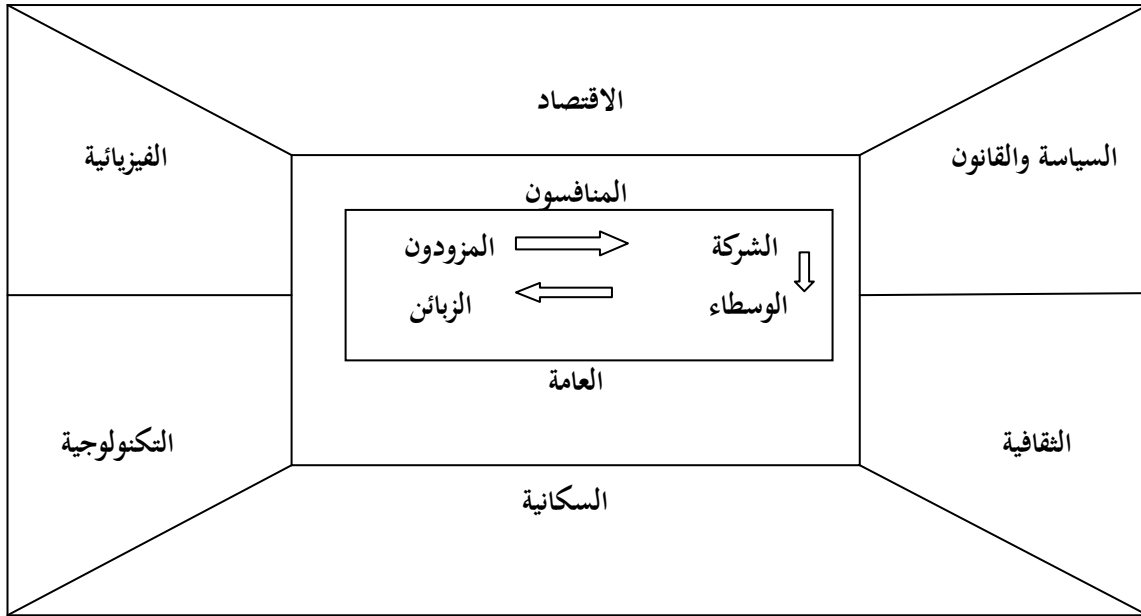 الاقتصاد
السياسة والقانون
الفيزيائية
المنافسون
الشركة
المزودون
الوسطاء
الزبائن
العامة
الثقافية
التكنولوجية
السكانية